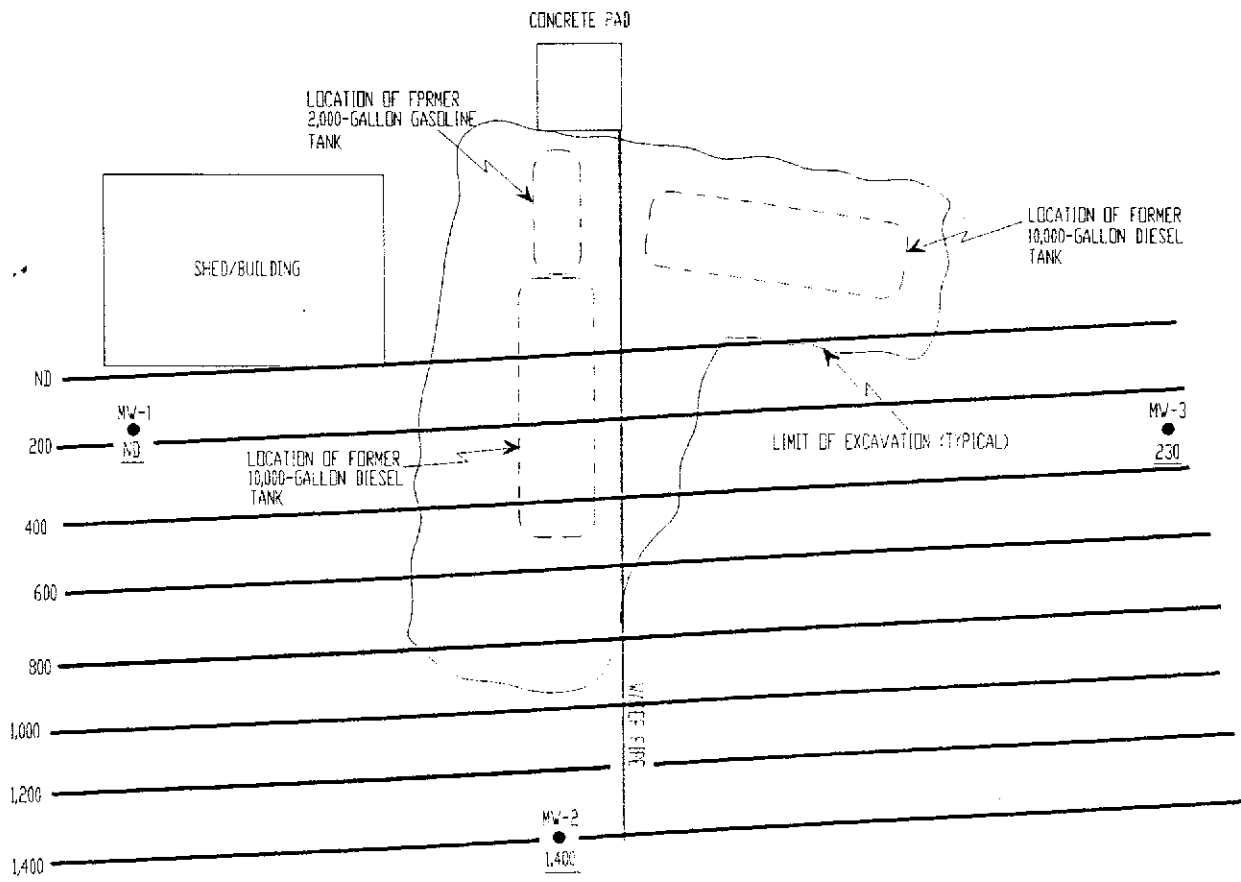 CONCRETE PAD
LOCATION OF FPRMER
2,000-GALLON GASOLINE
TANK
LOCATION OF FORMER
10,000-GALLON DIESEL
TANK
SHED/BUILDING
ND
MW-1
ND
MW-3
230
200
LIMIT OF EXCAVATION (TYPICAL)
LOCATION OF FORMER
10,000-GALLON DIESEL
TANK
400
600
800
1,000
1,200
MW-2
1,400
1,400